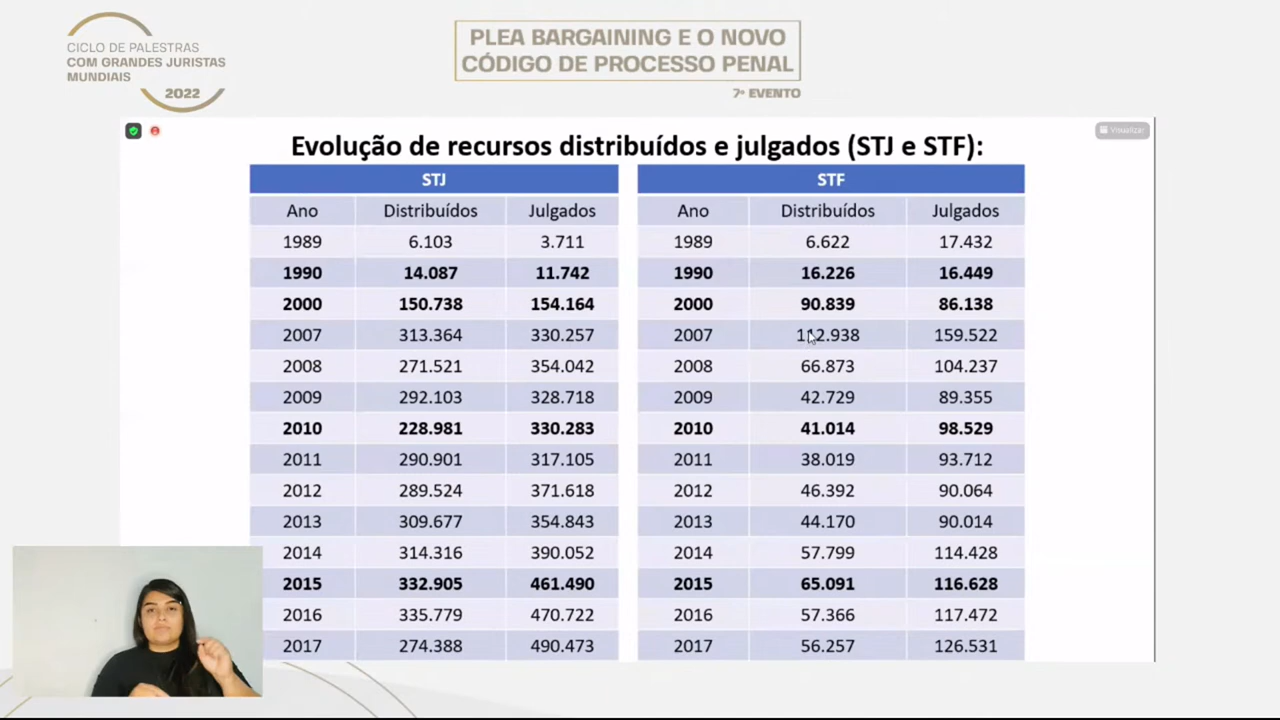 CICLO DE PALESTRAS
COM GRANDES JURISTAS
MUNDIAIS
2022
PLEA BARGAINING E O NOVO
CÓDIGO DE PROCESSO PENAL
7º EVENTO
Visualizar
Evolução de recursos distribuídos e julgados (STJ e STF):
STJ
Ano Distribuídos Julgados
1989 6.103 3.711
1990 14.087 11.742
2000 150.738 154.164
2007 313.364 330.257
2008 271.521 354.042
2009 292.103 328.718
2010 228.981 330.283
2011 290.901 317.105
2012 289.524 371.618
2013 309.677 354.843
2014 314.316 390.052
2015 332.905 461.490
2016 335.779 470.722
2017 274.388 490.473
STF
Ano Distribuídos Julgados
1989 6.622 17.432
1990 16.226 16.449
2000 90.839 86.138
2007 112.938 159.522
2008 66.873 104.237
2009 42.729 89.355
2010 41.014 98.529
2011 38.019 93.712
2012 46.392 90.064
2013 44.170 90.014
2014 57.799 114.428
2015 65.091 116.628
2016 57.366 117.472
2017 56.257 126.531